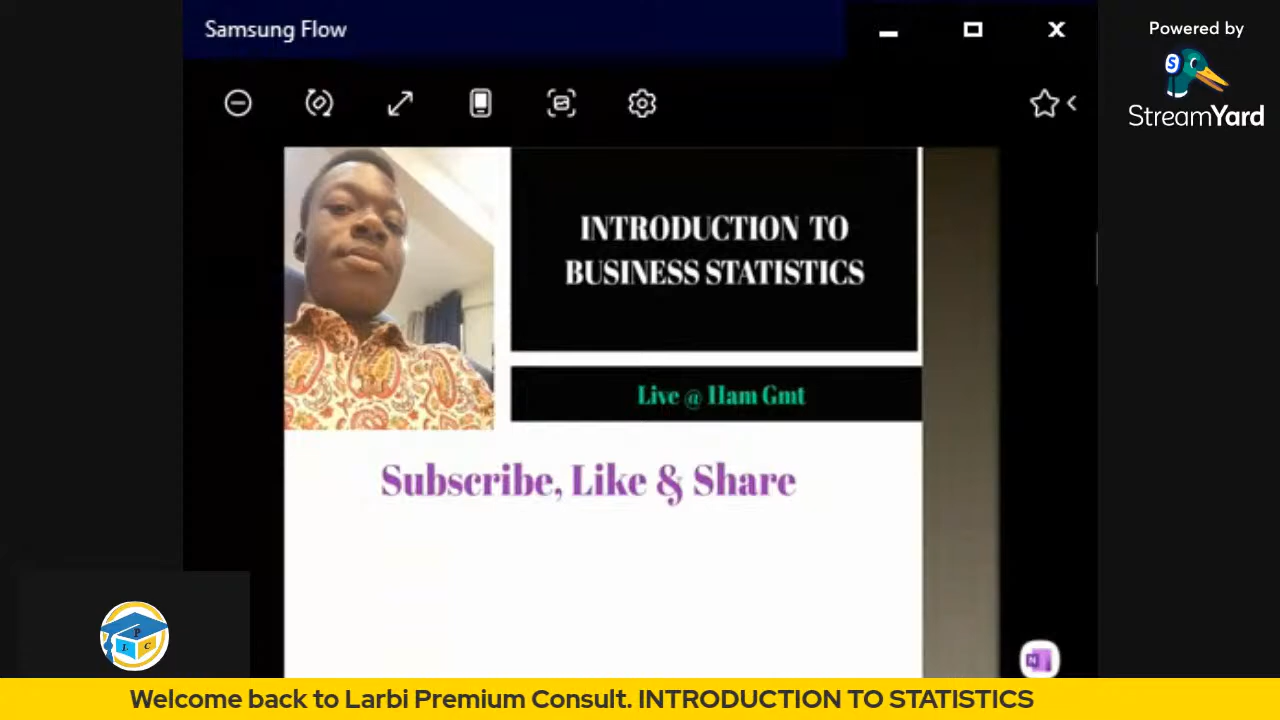 Samsung Flow
Powered by
S
StreamYard
INTRODUCTION TO
BUSINESS STATISTICS
Live @ 11am Gmt
Subscribe, Like & Share
P
L C
N
Welcome back to Larbi Premium Consult. INTRODUCTION TO STATISTICS